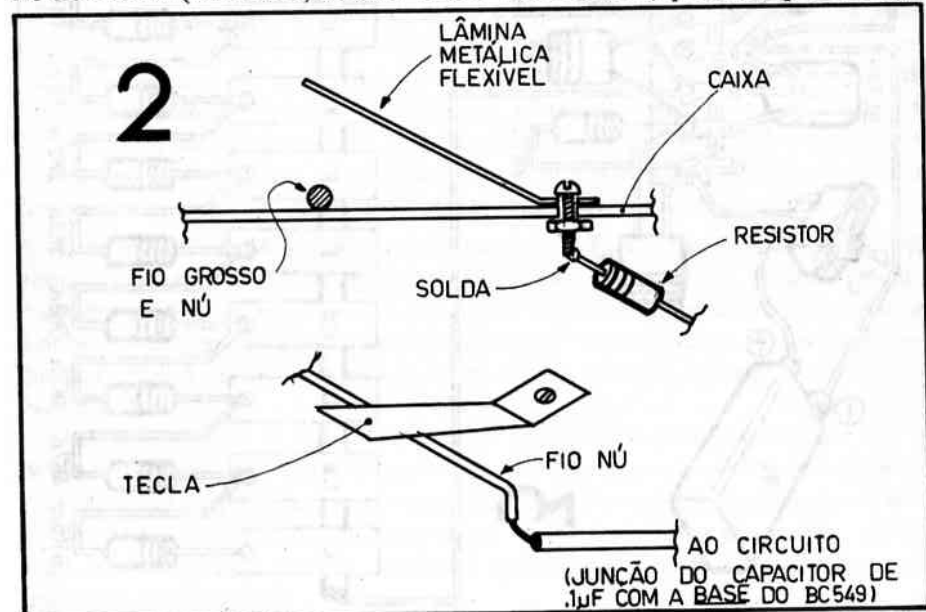 2
LÂMINA
METÁLICA
FLEXÍVEL
CAIXA
FIO GROSSO
E NÚ
SOLDA
RESISTOR
TECLA
FIO NÚ
AO CIRCUITO
(JUNÇÃO DO CAPACITOR DE
.1µF COM A BASE DO BC549)